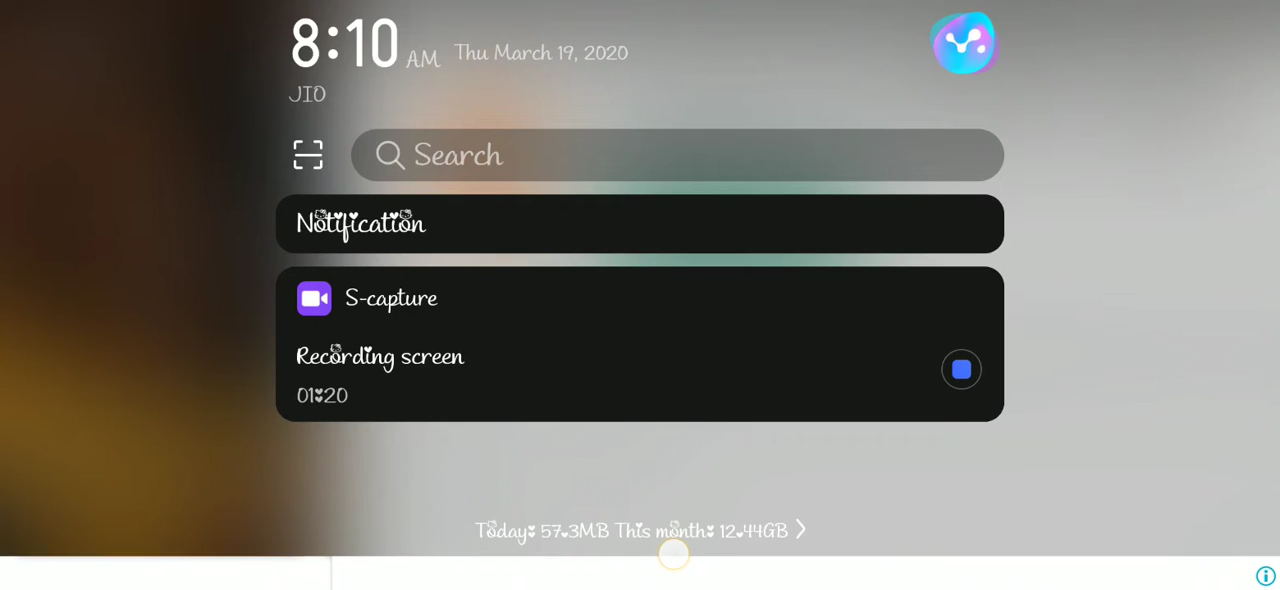 8:10 AM Thu March 19, 2020
JIO
Search
Notification
S-capture
Recording screen
01:20
Today: 57.3MB This month: 12.44GB